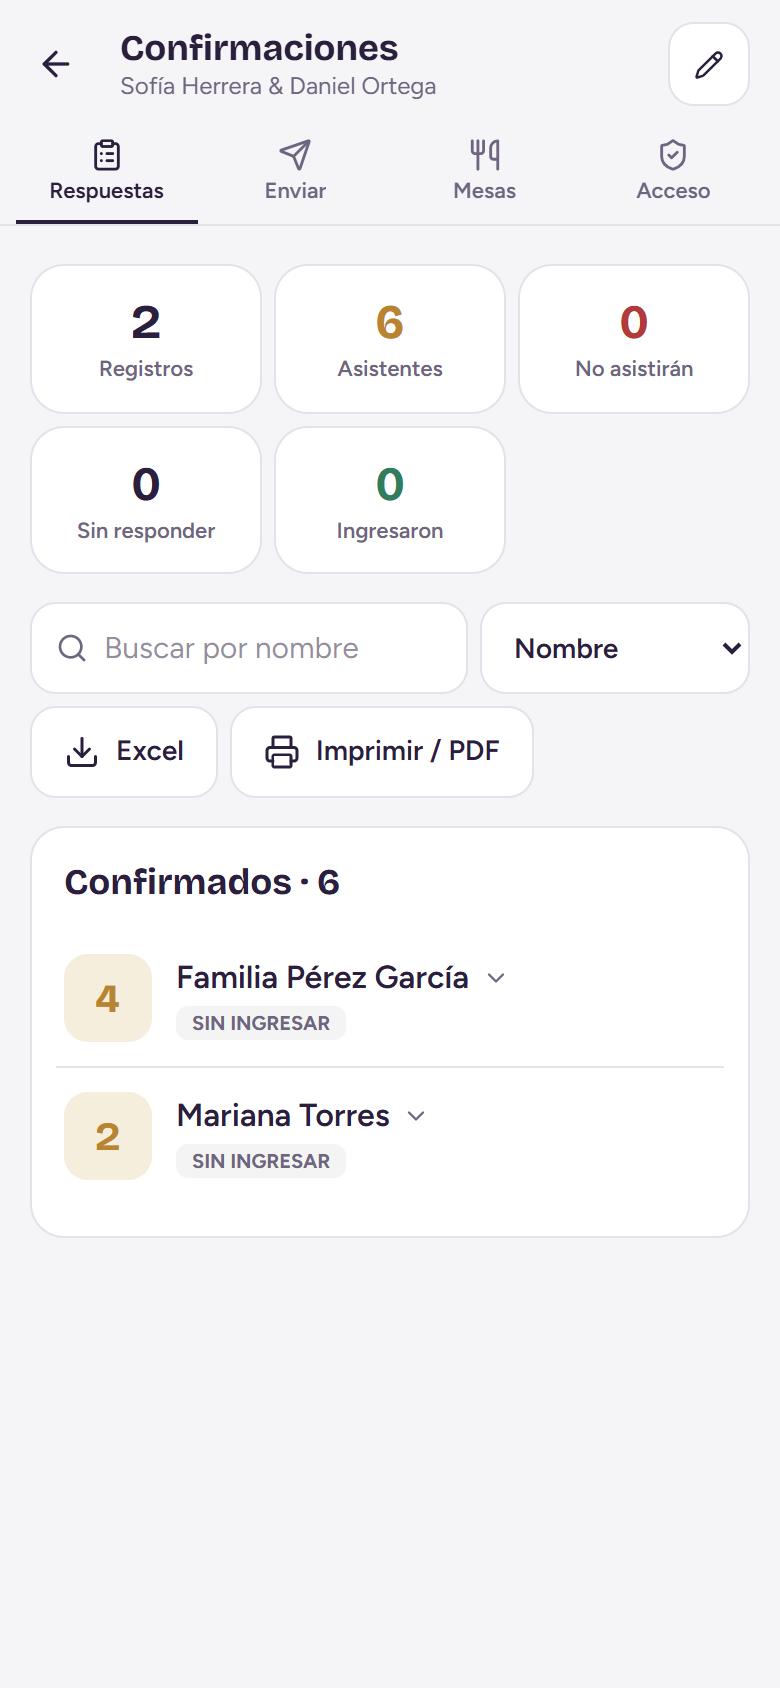 Confirmaciones
Sofía Herrera & Daniel Ortega
Respuestas
Enviar
Mesas
Acceso
2
Registros
6
Asistentes
0
No asistirán
0
Sin responder
0
Ingresaron
Buscar por nombre
Nombre
Excel
Imprimir / PDF
Confirmados · 6
4
Familia Pérez García
SIN INGRESAR
2
Mariana Torres
SIN INGRESAR